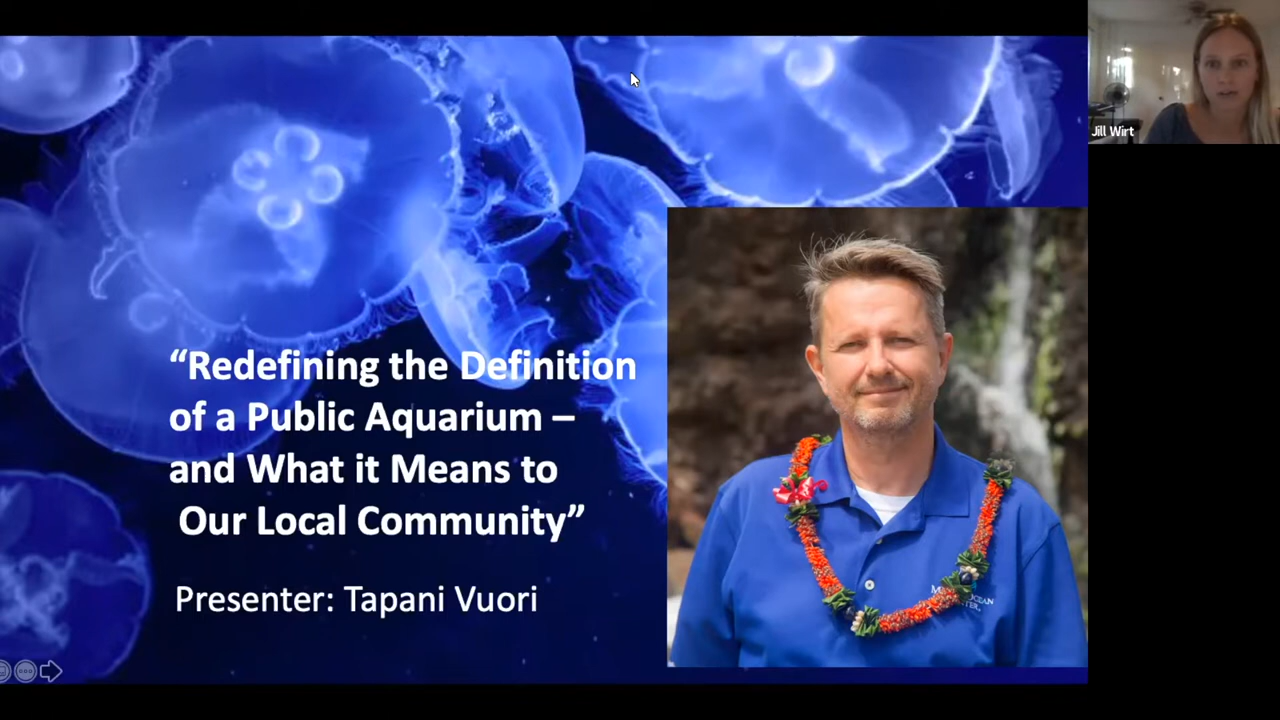 “Redefining the Definition
of a Public Aquarium –
and What it Means to
Our Local Community”
Presenter: Tapani Vuori
Jill Wirt